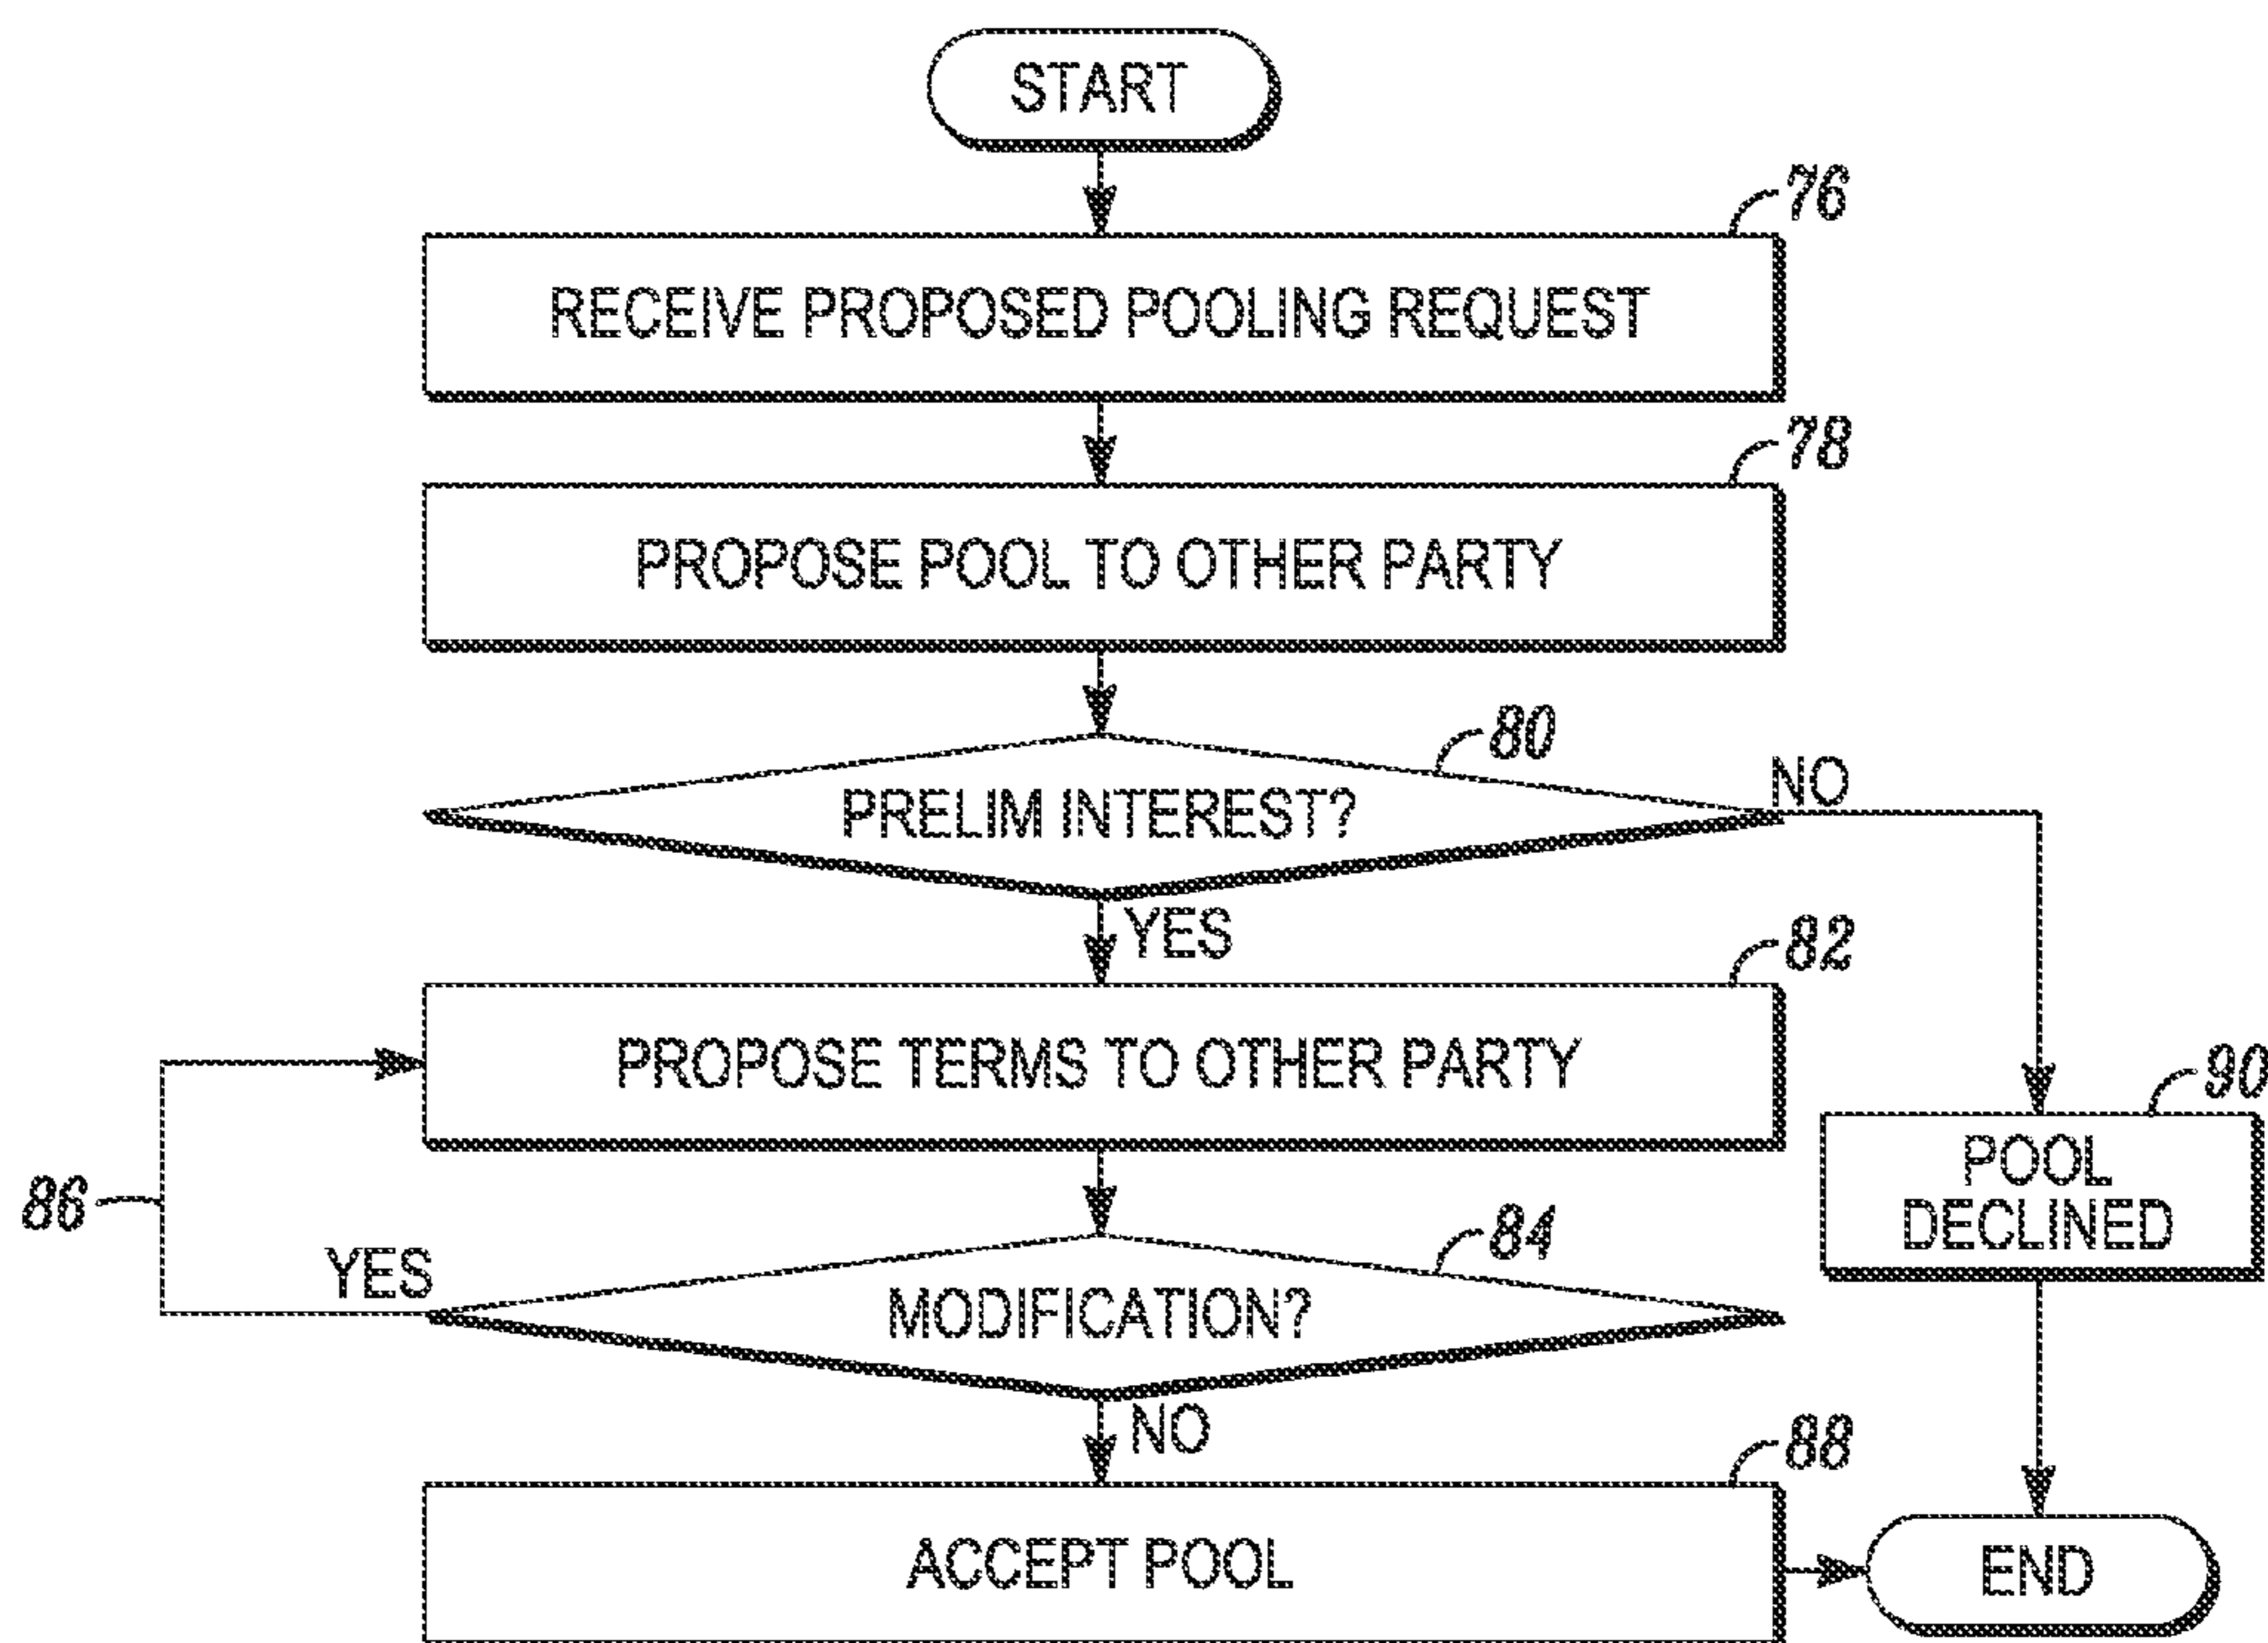 START
76
RECEIVE PROPOSED POOLING REQUEST
78
PROPOSE POOL TO OTHER PARTY
80
PRELIM INTEREST?
NO
YES
82
PROPOSE TERMS TO OTHER PARTY
90
POOL
DECLINED
86
84
YES
MODIFICATION?
NO
88
ACCEPT POOL
END